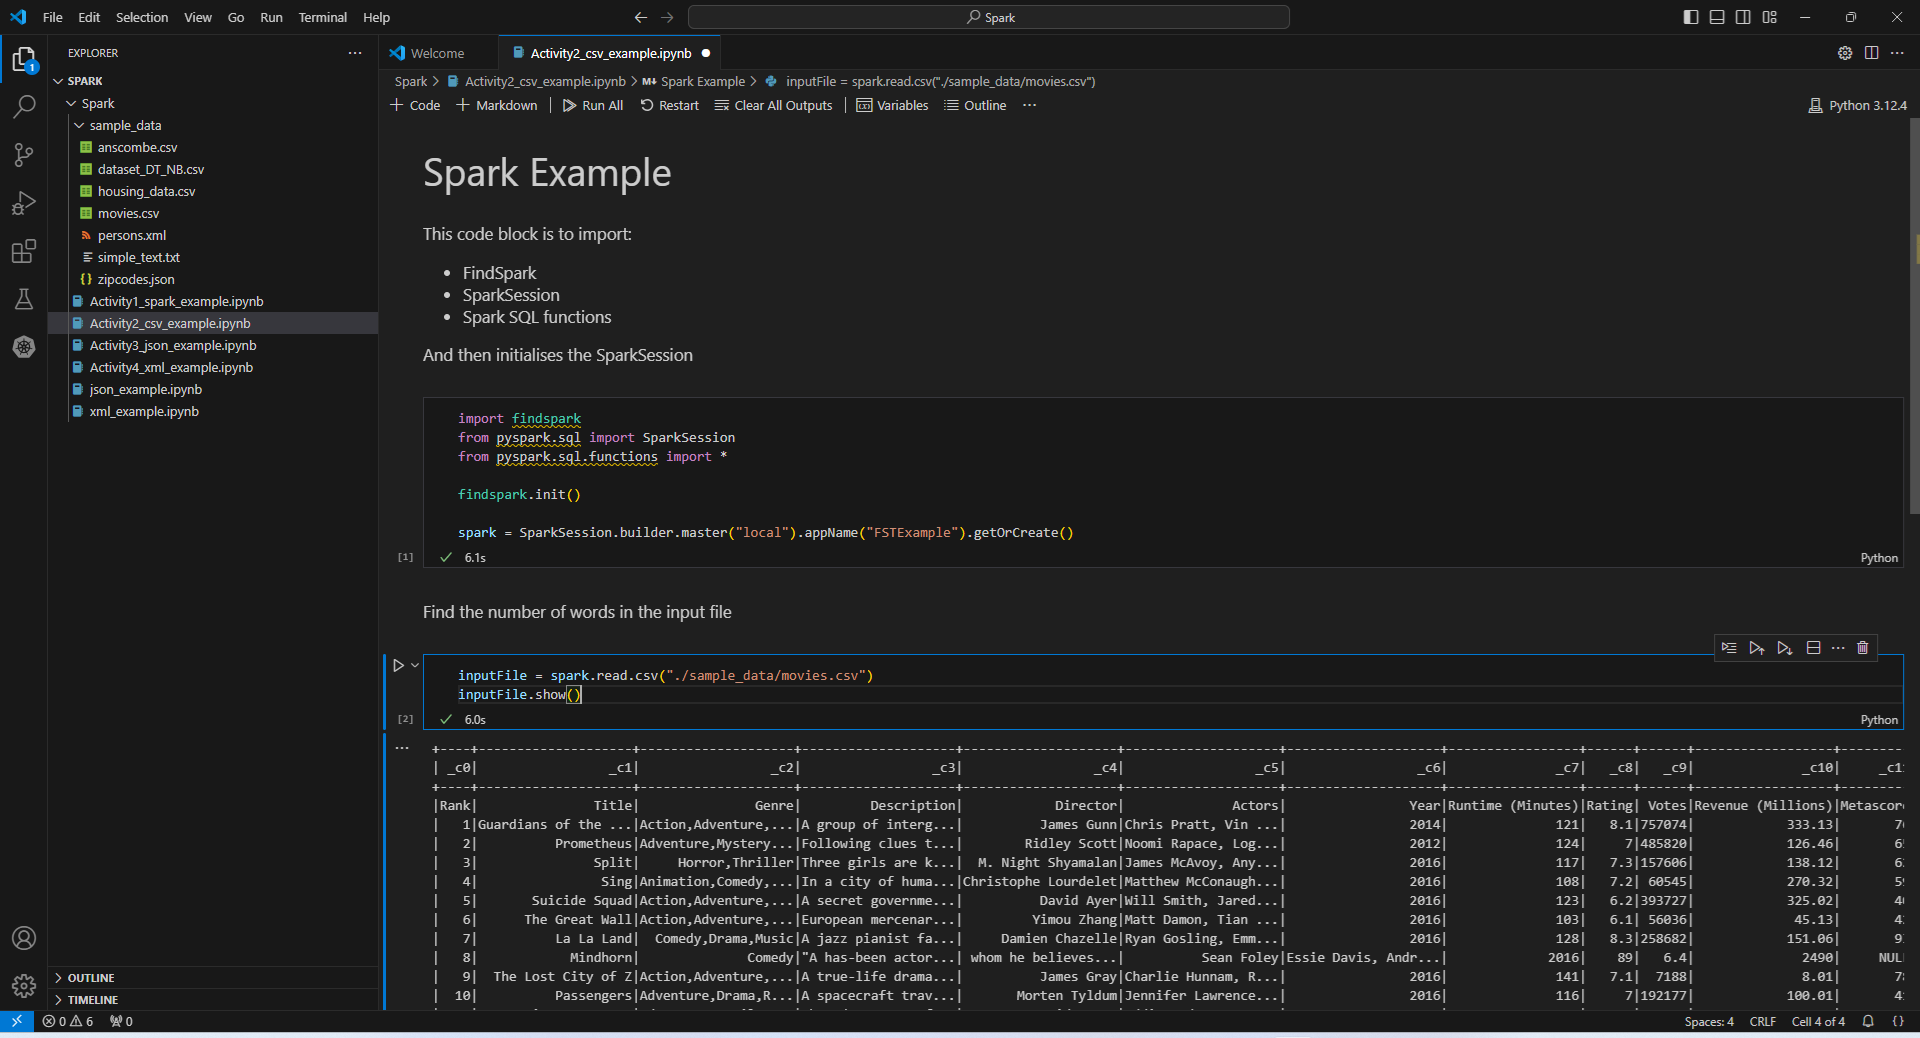 File Edit Selection View Go Run Terminal Help
Spark
EXPLORER
SPARK
Spark
sample_data
anscombe.csv
dataset_DT_NB.csv
housing_data.csv
movies.csv
persons.xml
simple_text.txt
zipcodes.json
Activity1_spark_example.ipynb
Activity2_csv_example.ipynb
Activity3_json_example.ipynb
Activity4_xml_example.ipynb
json_example.ipynb
xml_example.ipynb
OUTLINE
TIMELINE
1
Welcome Activity2_csv_example.ipynb
Spark > Activity2_csv_example.ipynb > M↓ Spark Example > inputFile = spark.read.csv("./sample_data/movies.csv")
+ Code + Markdown | Run All Restart Clear All Outputs | Variables Outline ... Python 3.12.4
Spark Example
This code block is to import:
• FindSpark
• SparkSession
• Spark SQL functions
And then initialises the SparkSession
import findspark
from pyspark.sql import SparkSession
from pyspark.sql.functions import *
findspark.init()
spark = SparkSession.builder.master("local").appName("FSTExample").getOrCreate()
[1] ✓ 6.1s Python
Find the number of words in the input file
inputFile = spark.read.csv("./sample_data/movies.csv")
inputFile.show()
[2] ✓ 6.0s Python
| _c0| _c1| _c2| _c3| _c4| _c5| _c6| _c7| _c8| _c9| _c10| _c1
|Rank| Title| Genre| Description| Director| Actors| Year|Runtime (Minutes)|Rating| Votes|Revenue (Millions)|Metascor
| 1|Guardians of the ...|Action,Adventure,...|A group of interg...| James Gunn|Chris Pratt, Vin ...| 2014| 121| 8.1|757074| 333.13| 7
| 2| Prometheus|Adventure,Mystery...|Following clues t...| Ridley Scott|Noomi Rapace, Log...| 2012| 124| 7|485820| 126.46| 6
| 3| Split| Horror,Thriller|Three girls are k...| M. Night Shyamalan|James McAvoy, Any...| 2016| 117| 7.3|157606| 138.12| 6
| 4| Sing|Animation,Comedy,...|In a city of huma...|Christophe Lourdelet|Matthew McConaugh...| 2016| 108| 7.2| 60545| 270.32| 5
| 5| Suicide Squad|Action,Adventure,...|A secret governme...| David Ayer|Will Smith, Jared...| 2016| 123| 6.2|393727| 325.02| 4
| 6| The Great Wall|Action,Adventure,...|European mercenar...| Yimou Zhang|Matt Damon, Tian ...| 2016| 103| 6.1| 56036| 45.13| 4
| 7| La La Land| Comedy,Drama,Music|A jazz pianist fa...| Damien Chazelle|Ryan Gosling, Emm...| 2016| 128| 8.3|258682| 151.06| 9
| 8| Mindhorn| Comedy|"A has-been actor...| whom he believes...| Sean Foley|Essie Davis, Andr...| 2016| 89| 6.4| 2490| NUL
| 9| The Lost City of Z|Action,Adventure,...|A true-life drama...| James Gray|Charlie Hunnam, R...| 2016| 141| 7.1| 7188| 8.01| 7
| 10| Passengers|Adventure,Drama,R...|A spacecraft trav...| Morten Tyldum|Jennifer Lawrence...| 2016| 116| 7|192177| 100.01| 4
0 6 0 Spaces: 4 CRLF Cell 4 of 4 {}